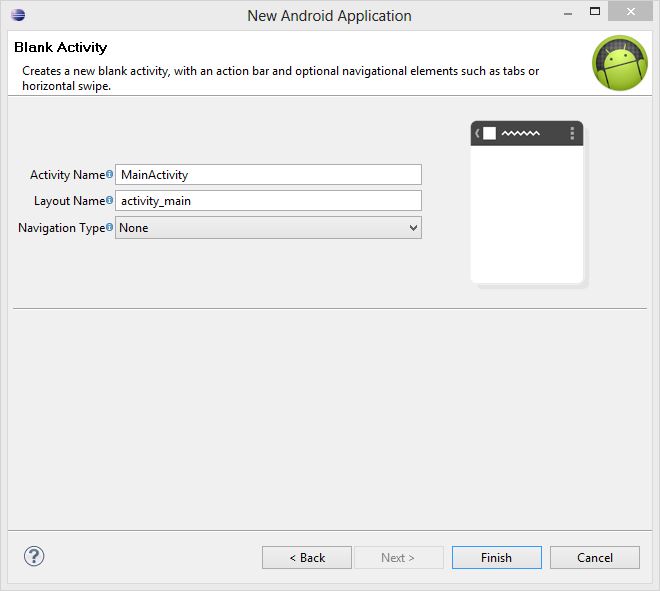 New Android Application
Blank Activity
Creates a new blank activity, with an action bar and optional navigational elements such as tabs or
horizontal swipe.
Activity Name MainActivity
Layout Name activity_main
Navigation Type None
? < Back Next > Finish Cancel